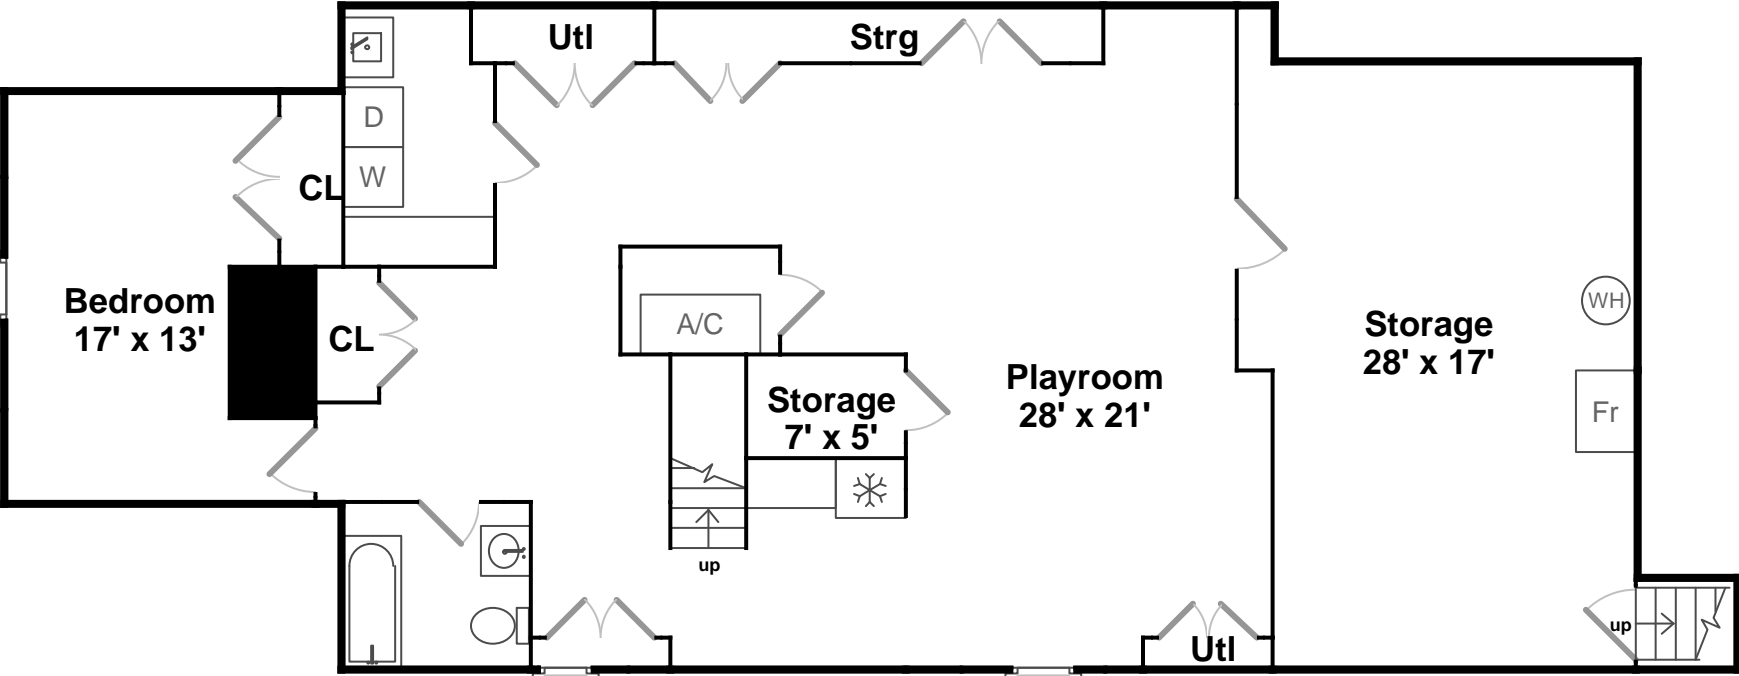 Utl
Strg
D
W
CL
Bedroom
17' x 13'
CL
A/C
Storage
7' x 5'
up
Playroom
28' x 21'
Storage
28' x 17'
WH
Fr
Utl
up